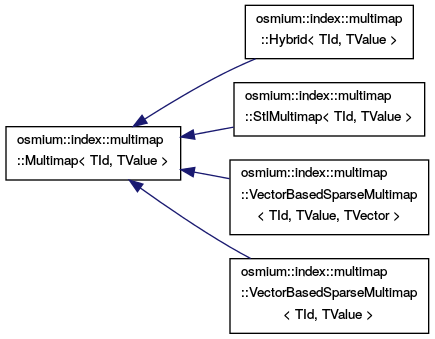 osmium::index::multimap
::Hybrid< TId, TValue >
osmium::index::multimap
::StlMultimap< TId, TValue >
osmium::index::multimap
::Multimap< TId, TValue >
osmium::index::multimap
::VectorBasedSparseMultimap
< TId, TValue, TVector >
osmium::index::multimap
::VectorBasedSparseMultimap
< TId, TValue >